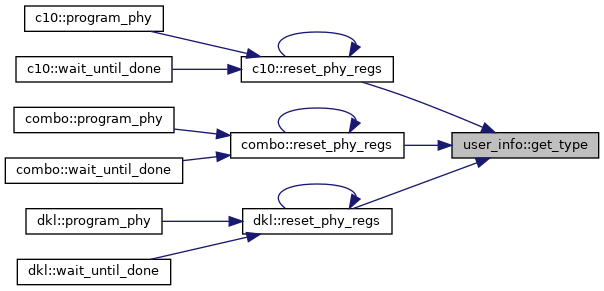 c10::program_phy
c10::wait_until_done
c10::reset_phy_regs
combo::program_phy
combo::wait_until_done
combo::reset_phy_regs
user_info::get_type
dkl::program_phy
dkl::reset_phy_regs
dkl::wait_until_done